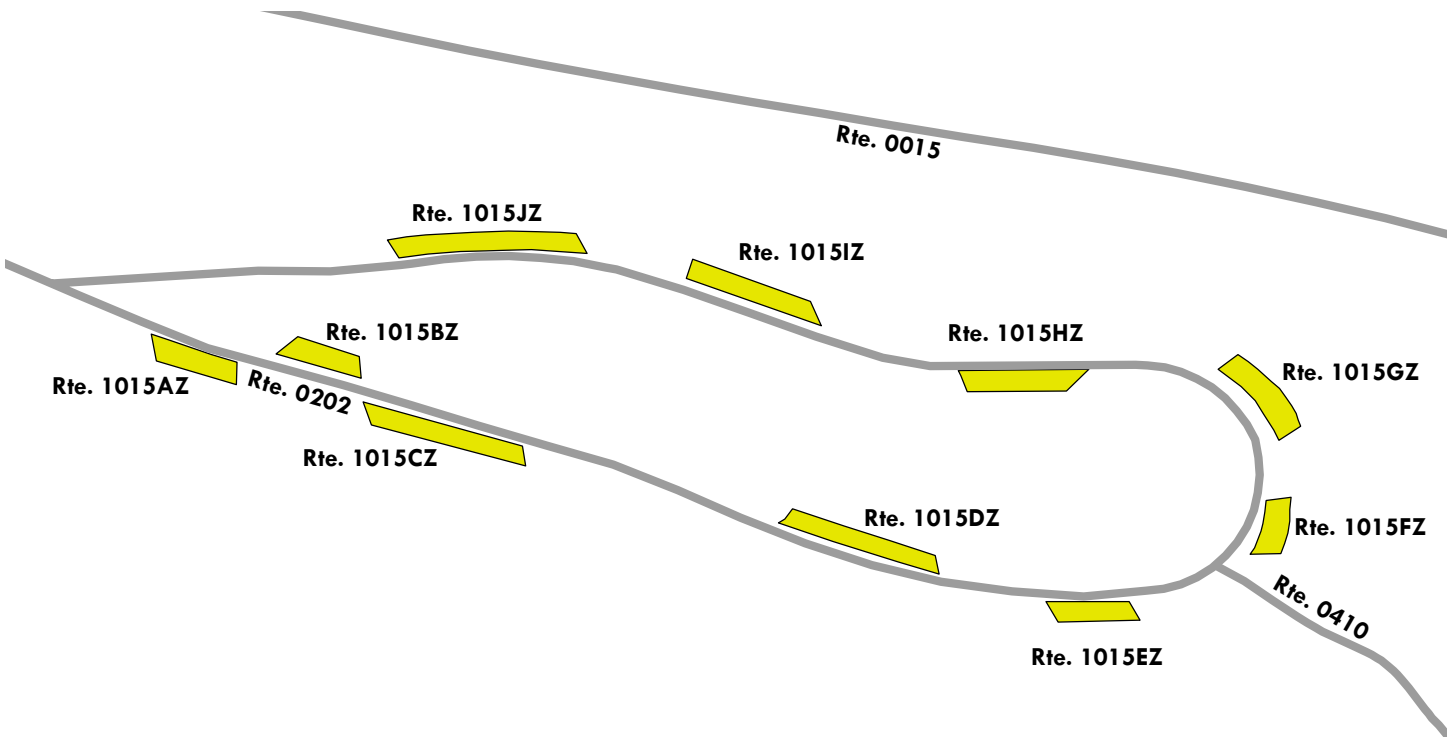 Rte. 0015
Rte. 1015JZ
Rte. 1015IZ
Rte. 1015BZ
Rte. 1015HZ
Rte. 1015GZ
Rte. 1015AZ
Rte. 0202
Rte. 1015CZ
Rte. 1015DZ
Rte. 1015FZ
Rte. 0410
Rte. 1015EZ